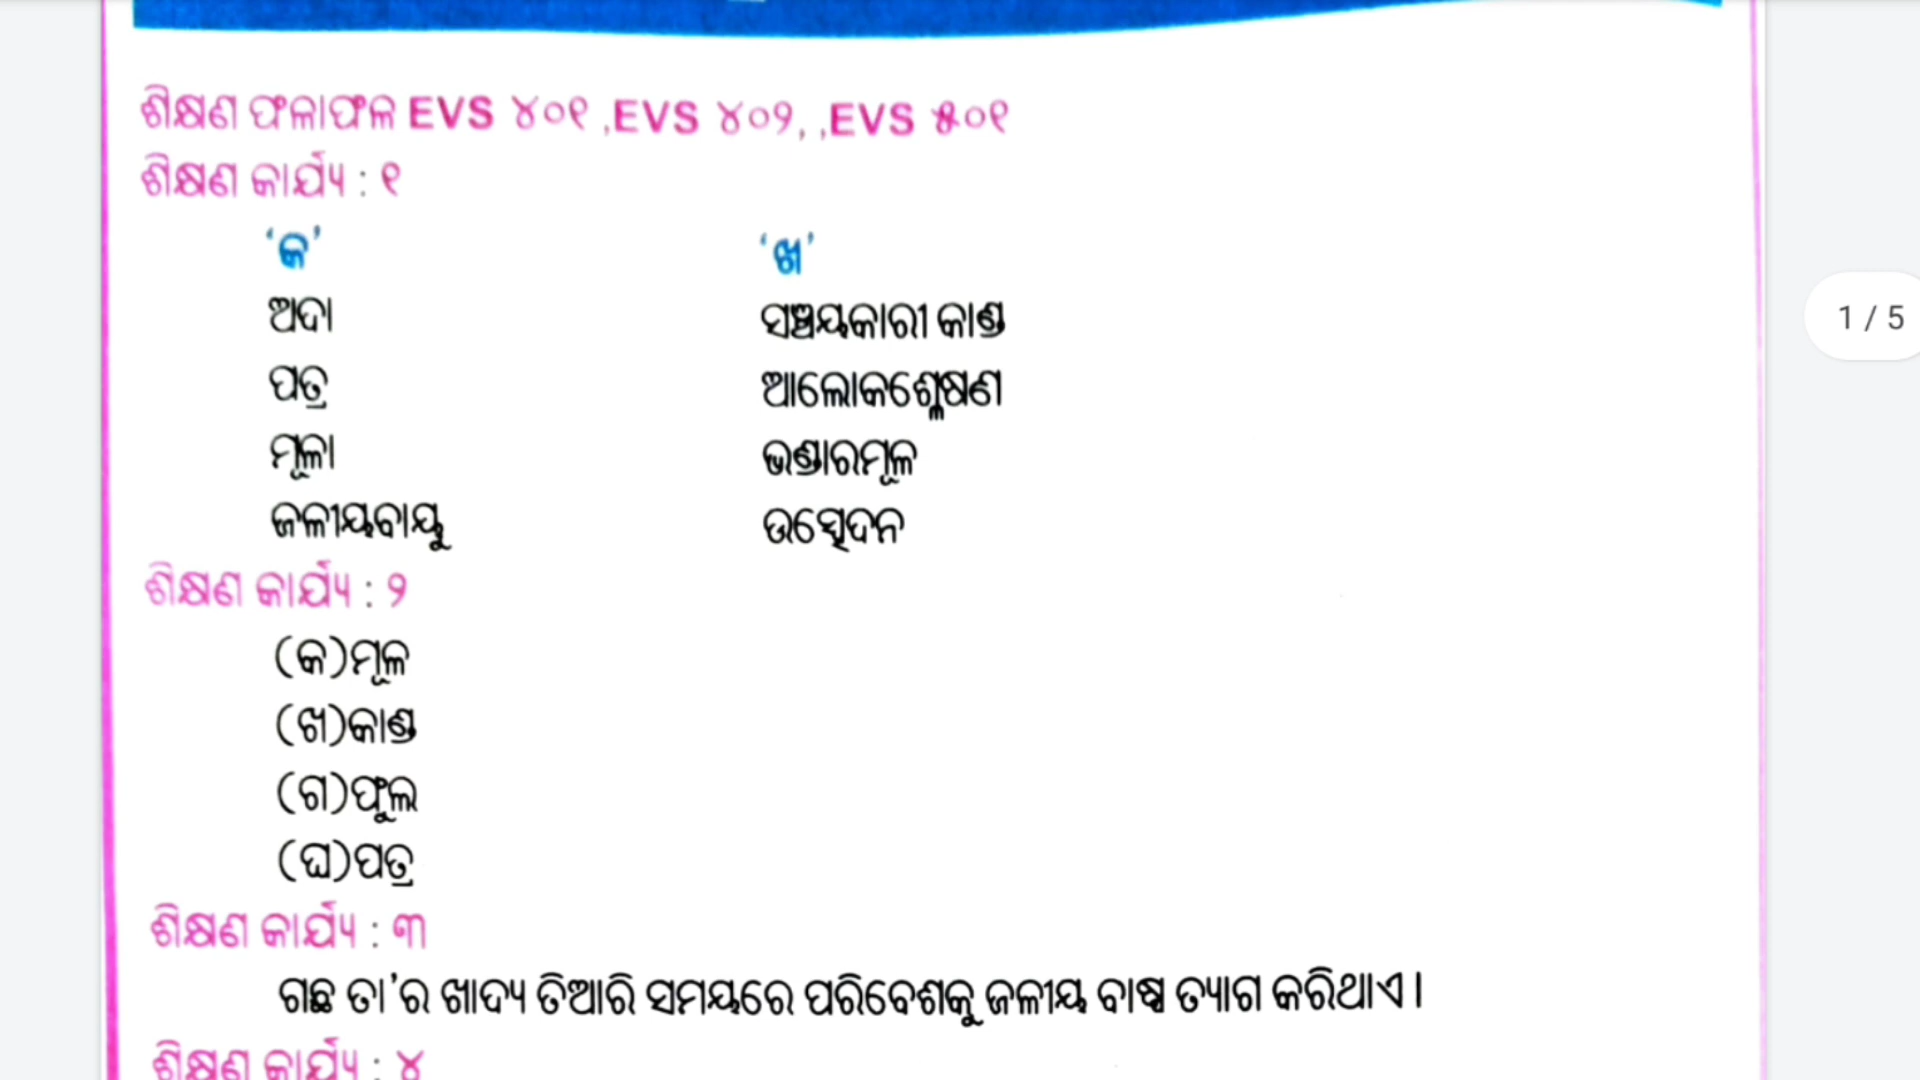 ଶିକ୍ଷଣ ଫଳାଫଳ EVS ୪୦୧ ,EVS ୪୦୨, ,EVS ୫୦୧
ଶିକ୍ଷଣ କାର୍ଯ୍ୟ : ୧
‘କ’ ‘ଖ’
ଅଦା ସଞ୍ଚୟକାରୀ କାଣ୍ଡ
ପତ୍ର ଆଲୋକଶ୍ଳେଷଣ
ମୂଳା ଭଣ୍ଡାରମୂଳ
ଜଳୀୟବାୟୁ ଉତ୍ସ୍ୱେଦନ
ଶିକ୍ଷଣ କାର୍ଯ୍ୟ : ୨
(କ)ମୂଳ
(ଖ)କାଣ୍ଡ
(ଗ)ଫୁଲ
(ଘ)ପତ୍ର
ଶିକ୍ଷଣ କାର୍ଯ୍ୟ : ୩
ଗଛ ତା’ର ଖାଦ୍ୟ ତିଆରି ସମୟରେ ପରିବେଶକୁ ଜଳୀୟ ବାଷ୍ପ ତ୍ୟାଗ କରିଥାଏ।
ଶିକ୍ଷଣ କାର୍ଯ୍ୟ : ୪
1 / 5